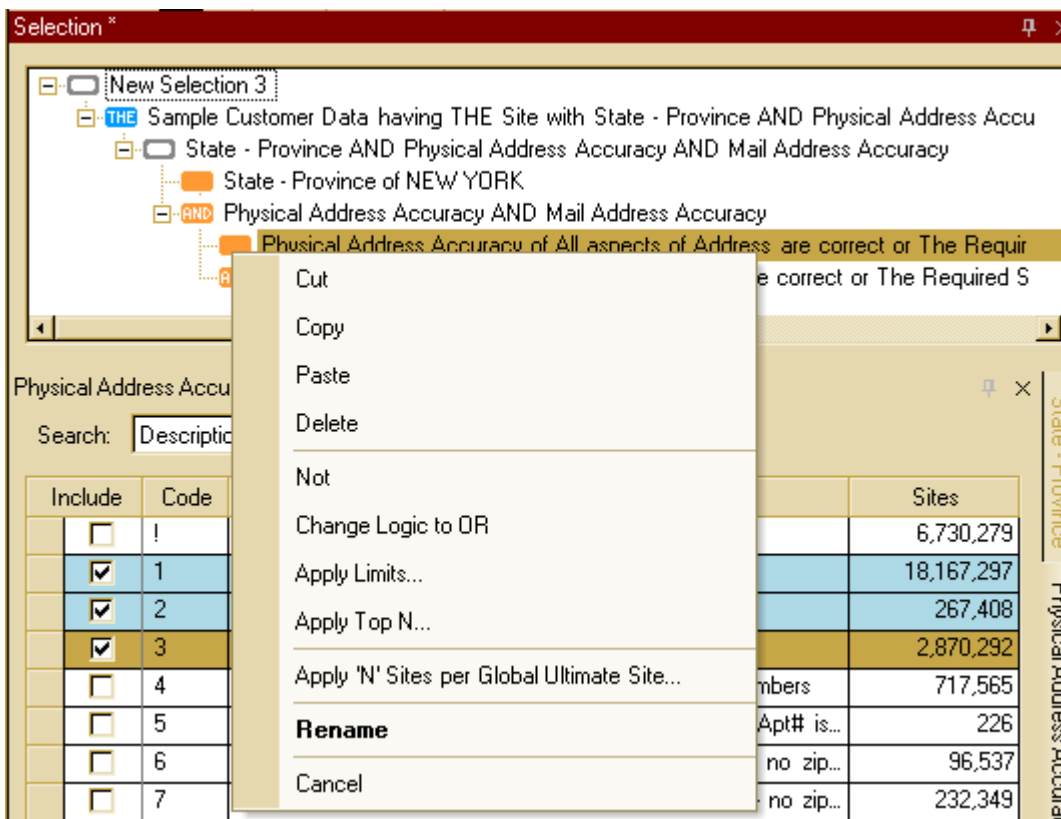 Selection *
New Selection 3
THE Sample Customer Data having THE Site with State - Province AND Physical Address Accu
State - Province AND Physical Address Accuracy AND Mail Address Accuracy
State - Province of NEW YORK
AND Physical Address Accuracy AND Mail Address Accuracy
Physical Address Accuracy of All aspects of Address are correct or The Requir
e correct or The Required S
Cut
Copy
Paste
Delete
Not
Change Logic to OR
Apply Limits...
Apply Top N...
Apply 'N' Sites per Global Ultimate Site...
Rename
Cancel
Physical Address Accu
Search: Descriptio
Include Code Sites
! 6,730,279
1 18,167,297
2 267,408
3 2,870,292
4 mbers 717,565
5 Apt# is... 226
6 no zip... 96,537
7 no zip... 232,349
State - Province
Physical Address Accura